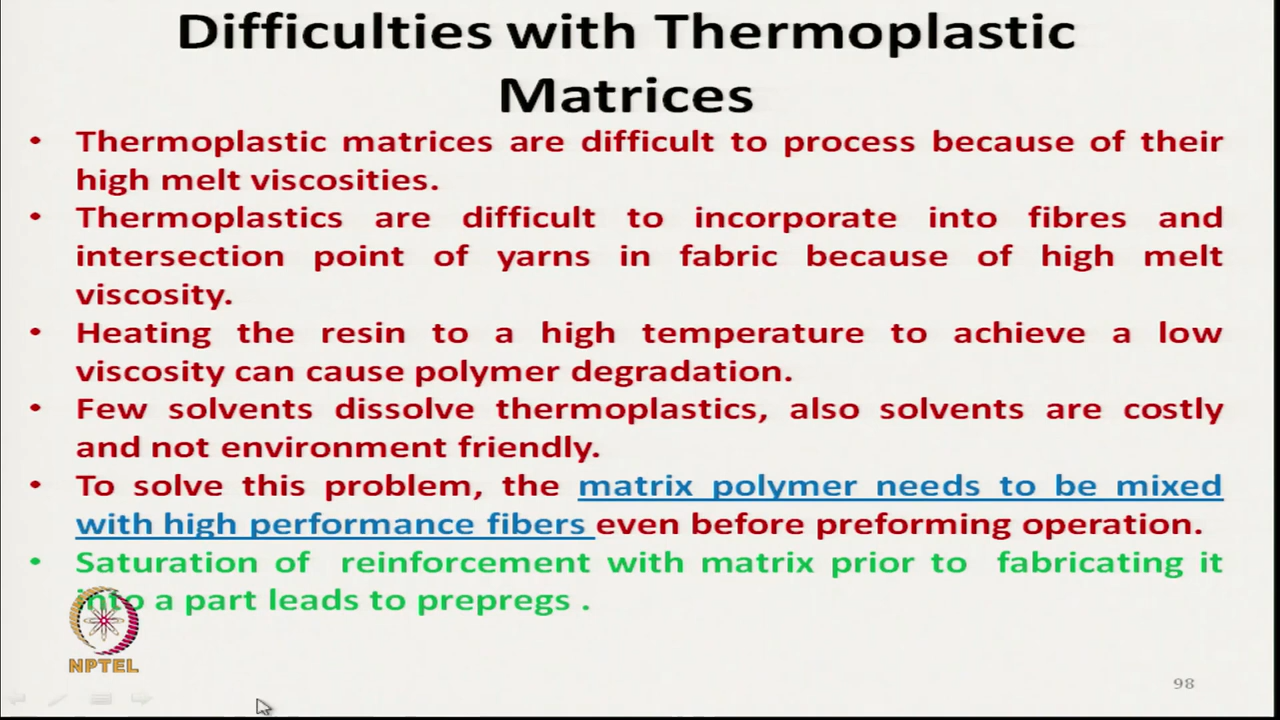 Difficulties with Thermoplastic
Matrices
• Thermoplastic matrices are difficult to process because of their
high melt viscosities.
• Thermoplastics are difficult to incorporate into fibres and
intersection point of yarns in fabric because of high melt
viscosity.
• Heating the resin to a high temperature to achieve a low
viscosity can cause polymer degradation.
• Few solvents dissolve thermoplastics, also solvents are costly
and not environment friendly.
• To solve this problem, the matrix polymer needs to be mixed
with high performance fibers even before preforming operation.
• Saturation of reinforcement with matrix prior to fabricating it
into a part leads to prepregs .
NPTEL
98